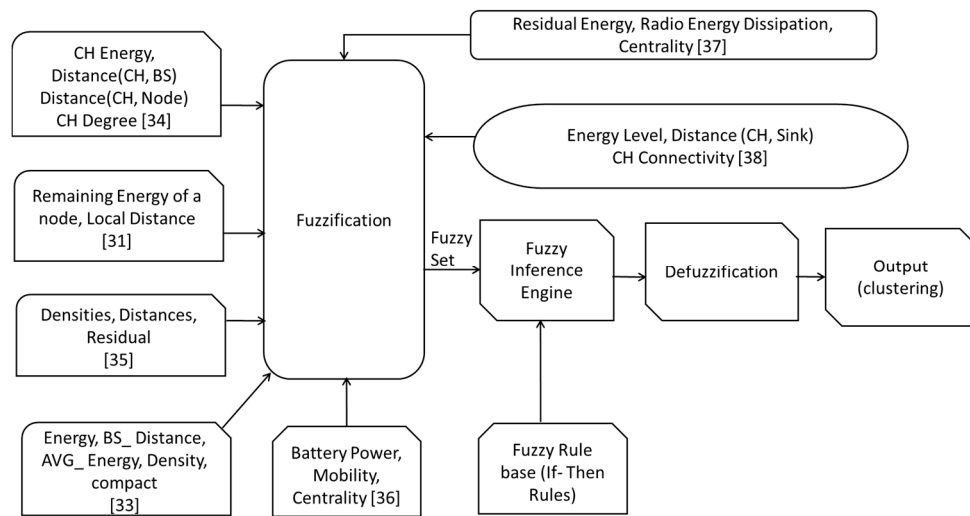 CH Energy,
Distance(CH, BS)
Distance(CH, Node)
CH Degree [34]
Residual Energy, Radio Energy Dissipation,
Centrality [37]
Energy Level, Distance (CH, Sink)
CH Connectivity [38]
Remaining Energy of a
node, Local Distance
[31]
Fuzzification
Fuzzy
Set
Fuzzy
Inference
Engine
Defuzzification
Output
(clustering)
Densities, Distances,
Residual
[35]
Energy, BS_ Distance,
AVG_ Energy, Density,
compact
[33]
Battery Power,
Mobility,
Centrality [36]
Fuzzy Rule
base (If- Then
Rules)